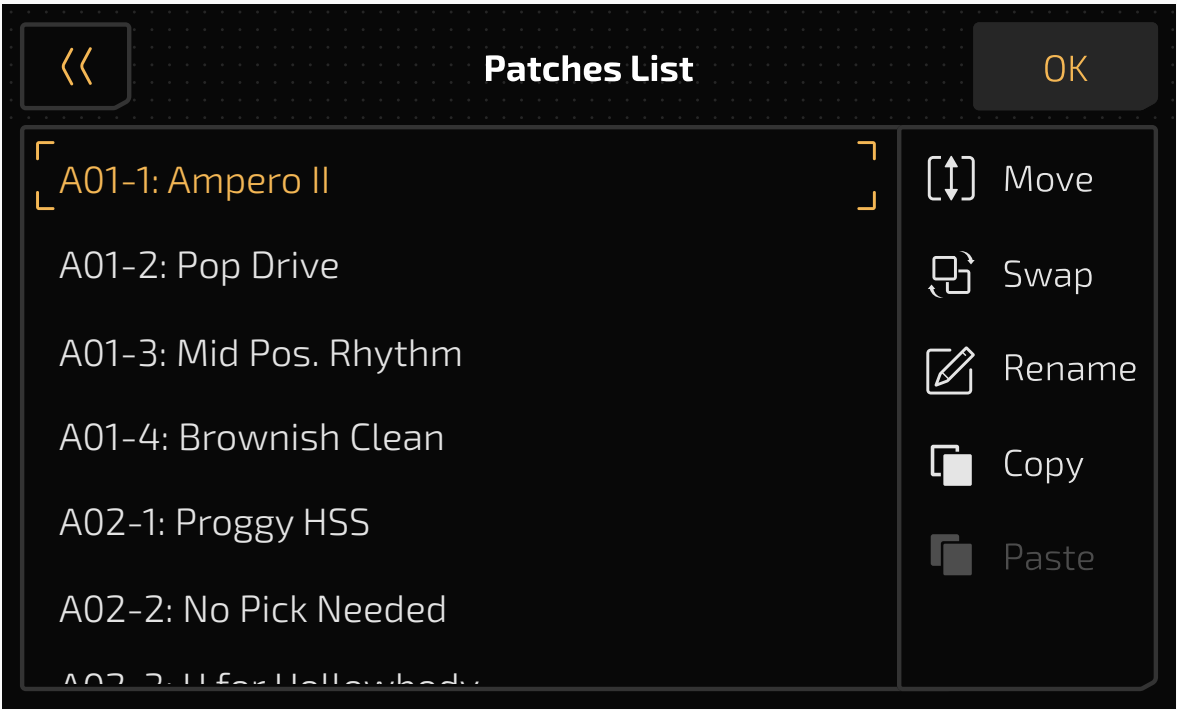 Patches List
OK
A01-1: Ampero II
A01-2: Pop Drive
A01-3: Mid Pos. Rhythm
A01-4: Brownish Clean
A02-1: Proggy HSS
A02-2: No Pick Needed
Move
Swap
Rename
Copy
Paste